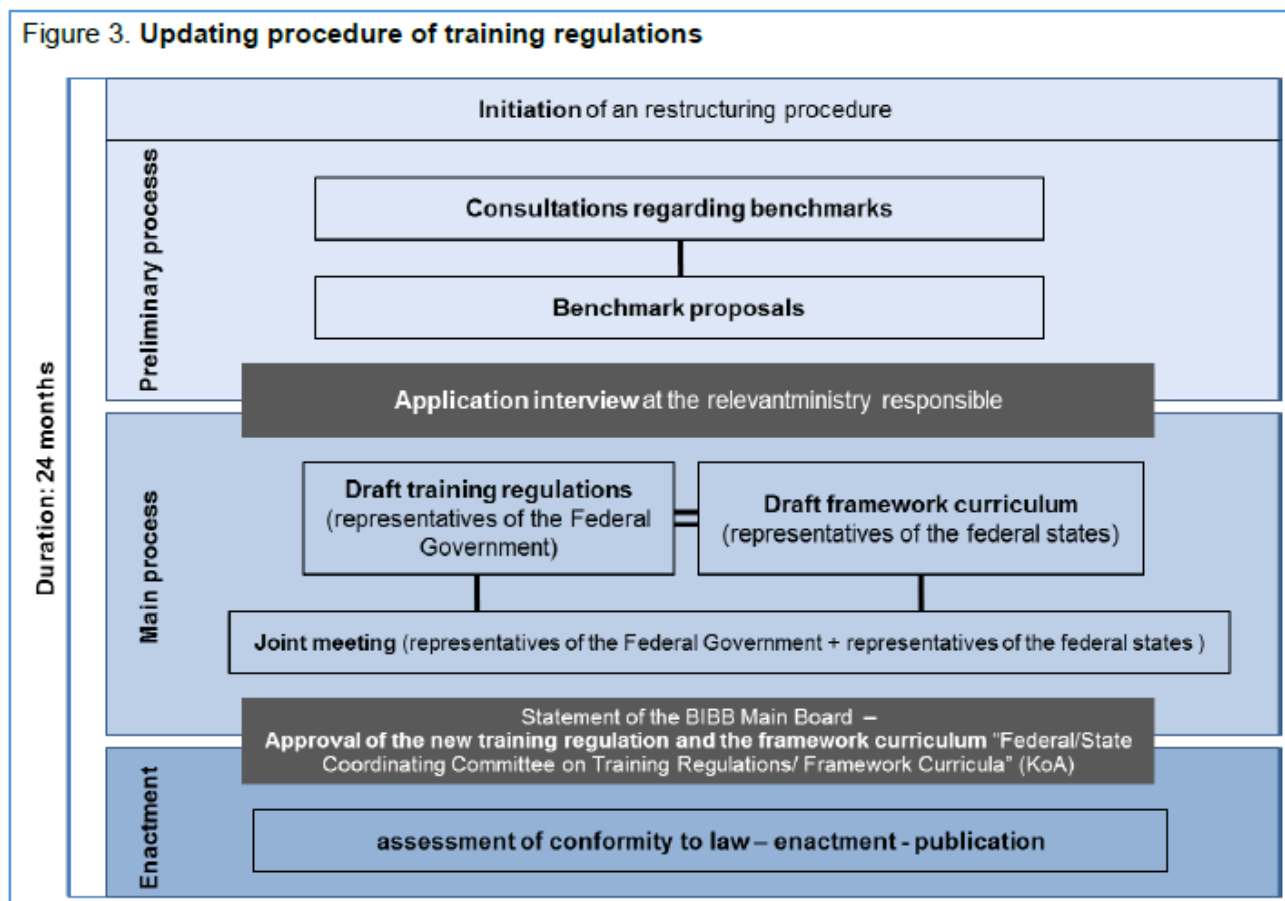 Figure 3. Updating procedure of training regulations
Initiation of an restructuring procedure
Duration: 24 months
Preliminary processs
Consultations regarding benchmarks
Benchmark proposals
Application interview at the relevantministry responsible
Main process
Draft training regulations
(representatives of the Federal
Government)
Draft framework curriculum
(representatives of the federal states)
Joint meeting (representatives of the Federal Government + representatives of the federal states )
Statement of the BIBB Main Board –
Approval of the new training regulation and the framework curriculum "Federal/State
Coordinating Committee on Training Regulations/ Framework Curricula" (KoA)
Enactment
assessment of conformity to law – enactment - publication